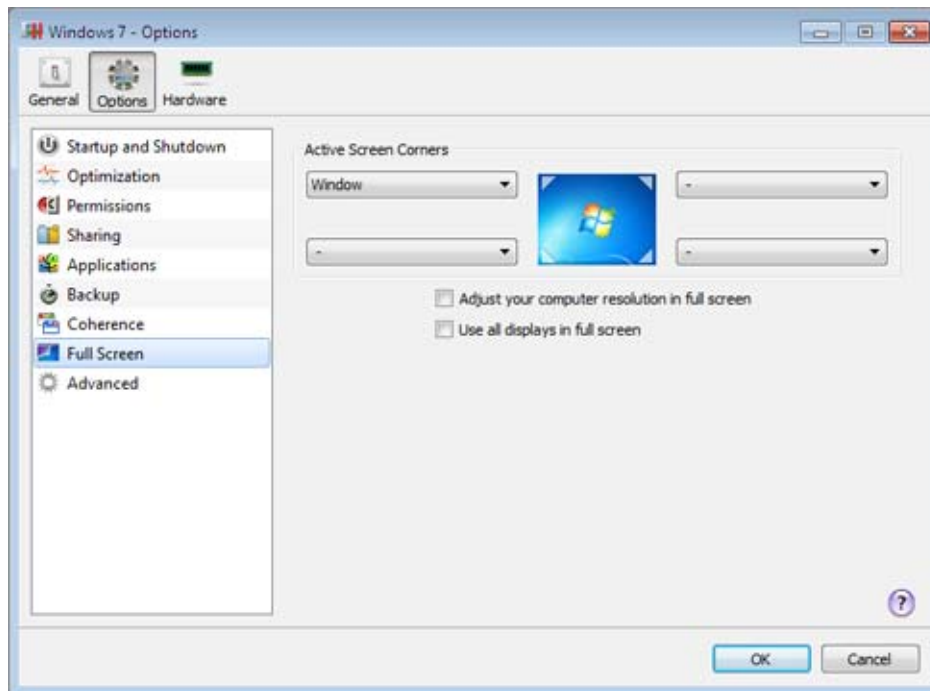 Windows 7 - Options
General Options Hardware
Startup and Shutdown
Optimization
Permissions
Sharing
Applications
Backup
Coherence
Full Screen
Advanced
Active Screen Corners
Window -
- -
Adjust your computer resolution in full screen
Use all displays in full screen
?
OK Cancel